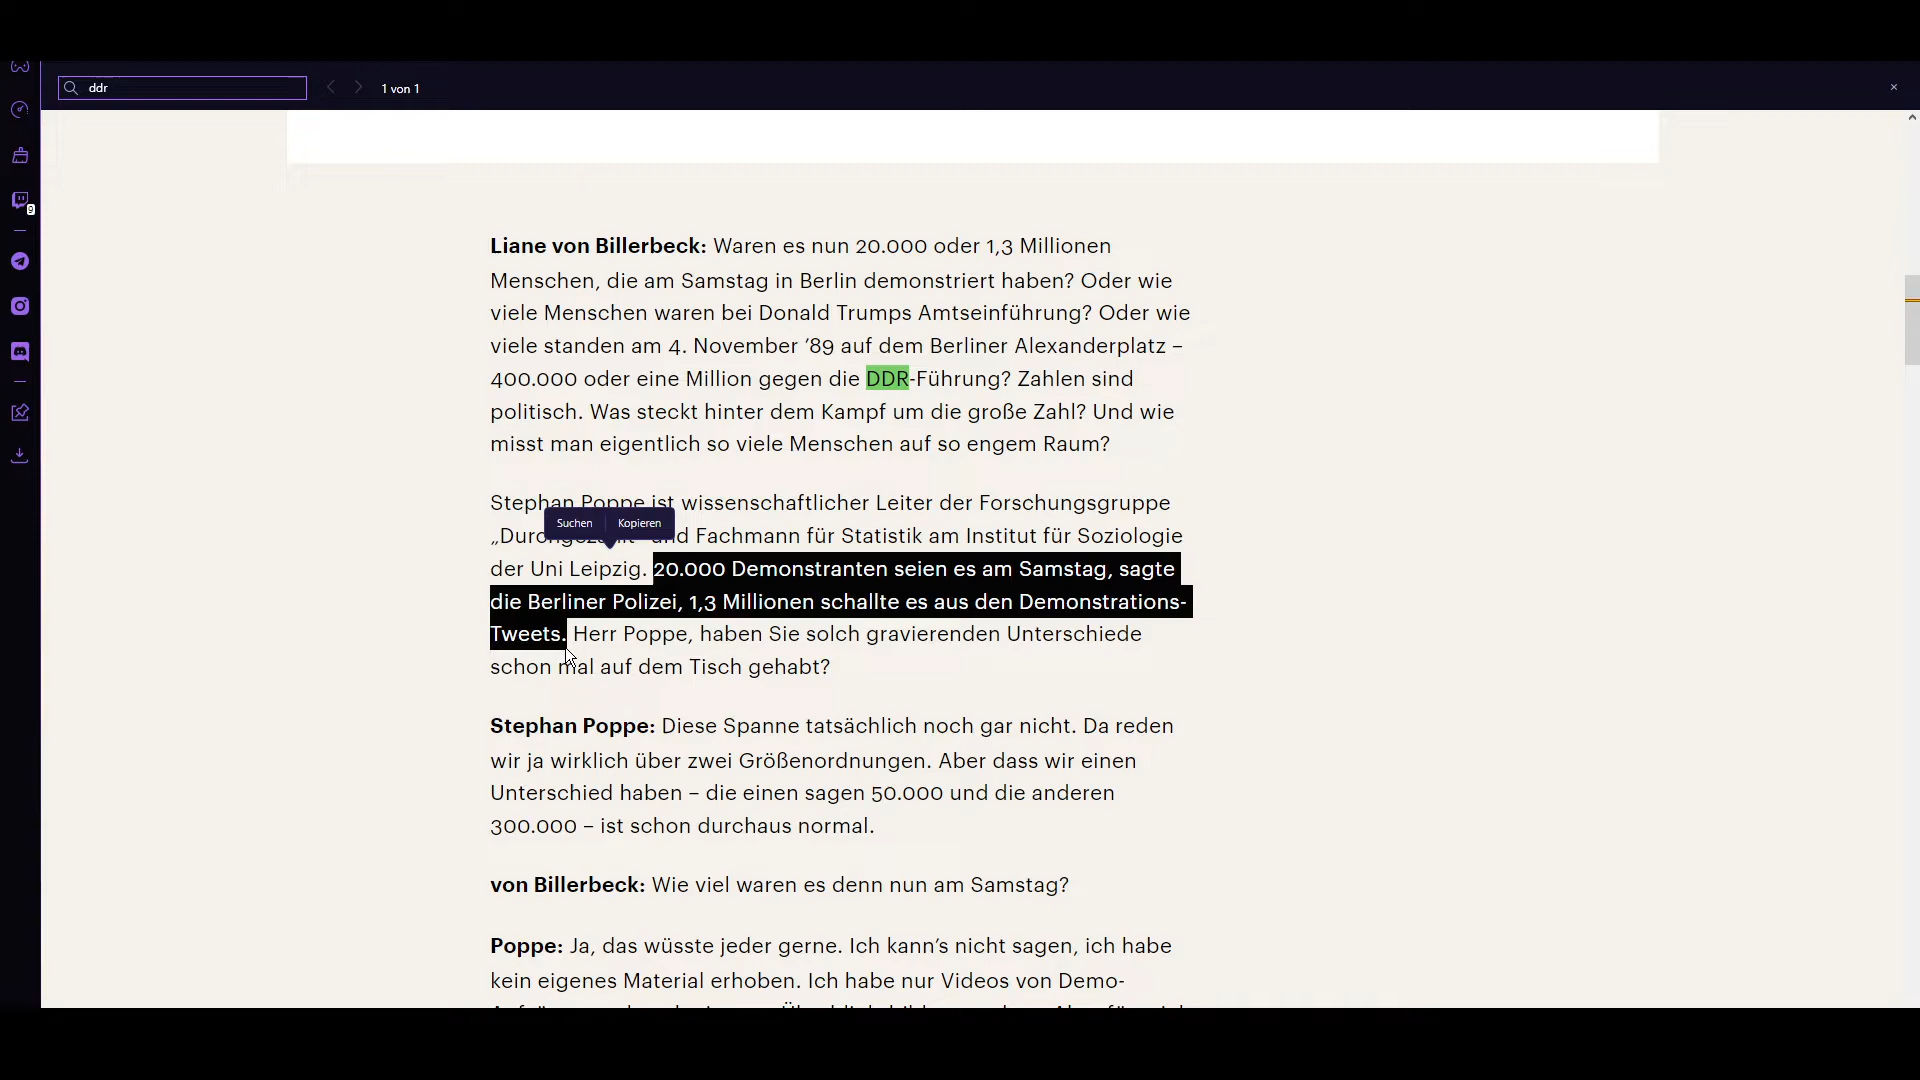 ddr
1 von 1
Liane von Billerbeck: Waren es nun 20.000 oder 1,3 Millionen
Menschen, die am Samstag in Berlin demonstriert haben? Oder wie
viele Menschen waren bei Donald Trumps Amtseinführung? Oder wie
viele standen am 4. November ’89 auf dem Berliner Alexanderplatz –
400.000 oder eine Million gegen die DDR-Führung? Zahlen sind
politisch. Was steckt hinter dem Kampf um die große Zahl? Und wie
misst man eigentlich so viele Menschen auf so engem Raum?
Stephan Poppe ist wissenschaftlicher Leiter der Forschungsgruppe
Suchen Kopieren
und Fachmann für Statistik am Institut für Soziologie
der Uni Leipzig. 20.000 Demonstranten seien es am Samstag, sagte
die Berliner Polizei, 1,3 Millionen schallte es aus den Demonstrations-
Tweets. Herr Poppe, haben Sie solch gravierenden Unterschiede
schon mal auf dem Tisch gehabt?
Stephan Poppe: Diese Spanne tatsächlich noch gar nicht. Da reden
wir ja wirklich über zwei Größenordnungen. Aber dass wir einen
Unterschied haben – die einen sagen 50.000 und die anderen
300.000 – ist schon durchaus normal.
von Billerbeck: Wie viel waren es denn nun am Samstag?
Poppe: Ja, das wüsste jeder gerne. Ich kann’s nicht sagen, ich habe
kein eigenes Material erhoben. Ich habe nur Videos von Demo-